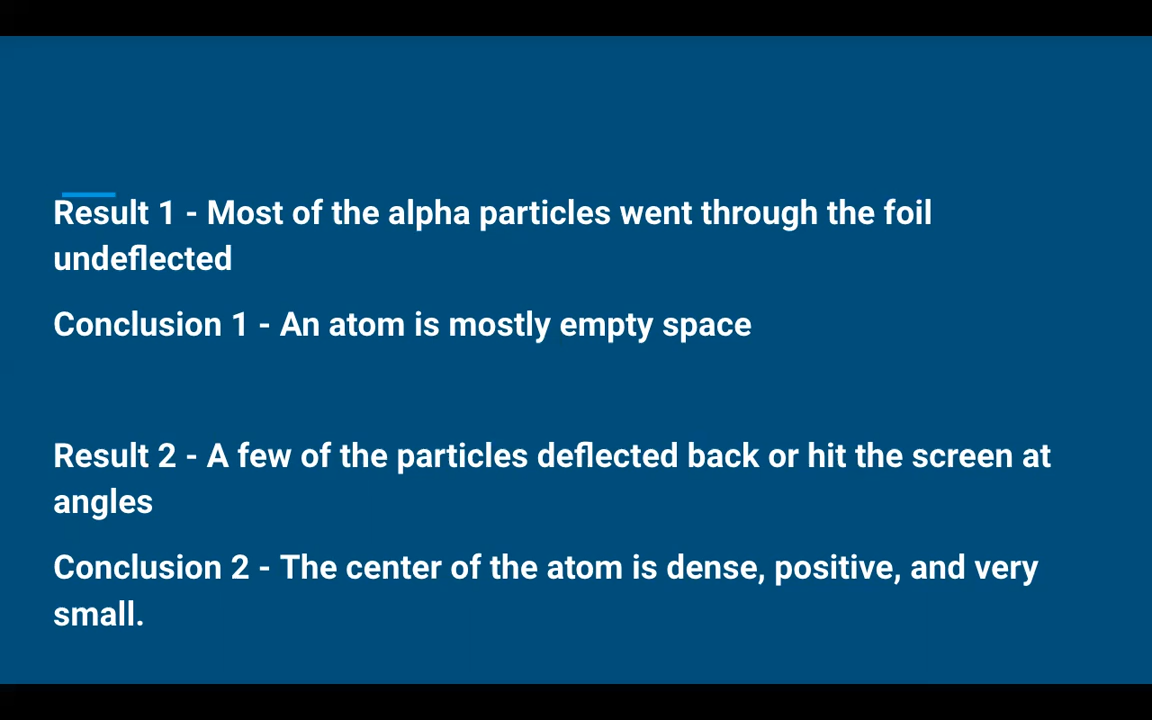 Result 1 - Most of the alpha particles went through the foil
undeflected
Conclusion 1 - An atom is mostly empty space
Result 2 - A few of the particles deflected back or hit the screen at
angles
Conclusion 2 - The center of the atom is dense, positive, and very
small.